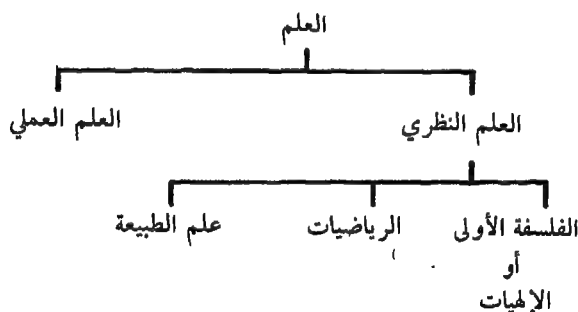 العلم
العلم النظري
العلم العملي
الفلسفة الأولى
أو
الإلهيات
الرياضيات
علم الطبيعة